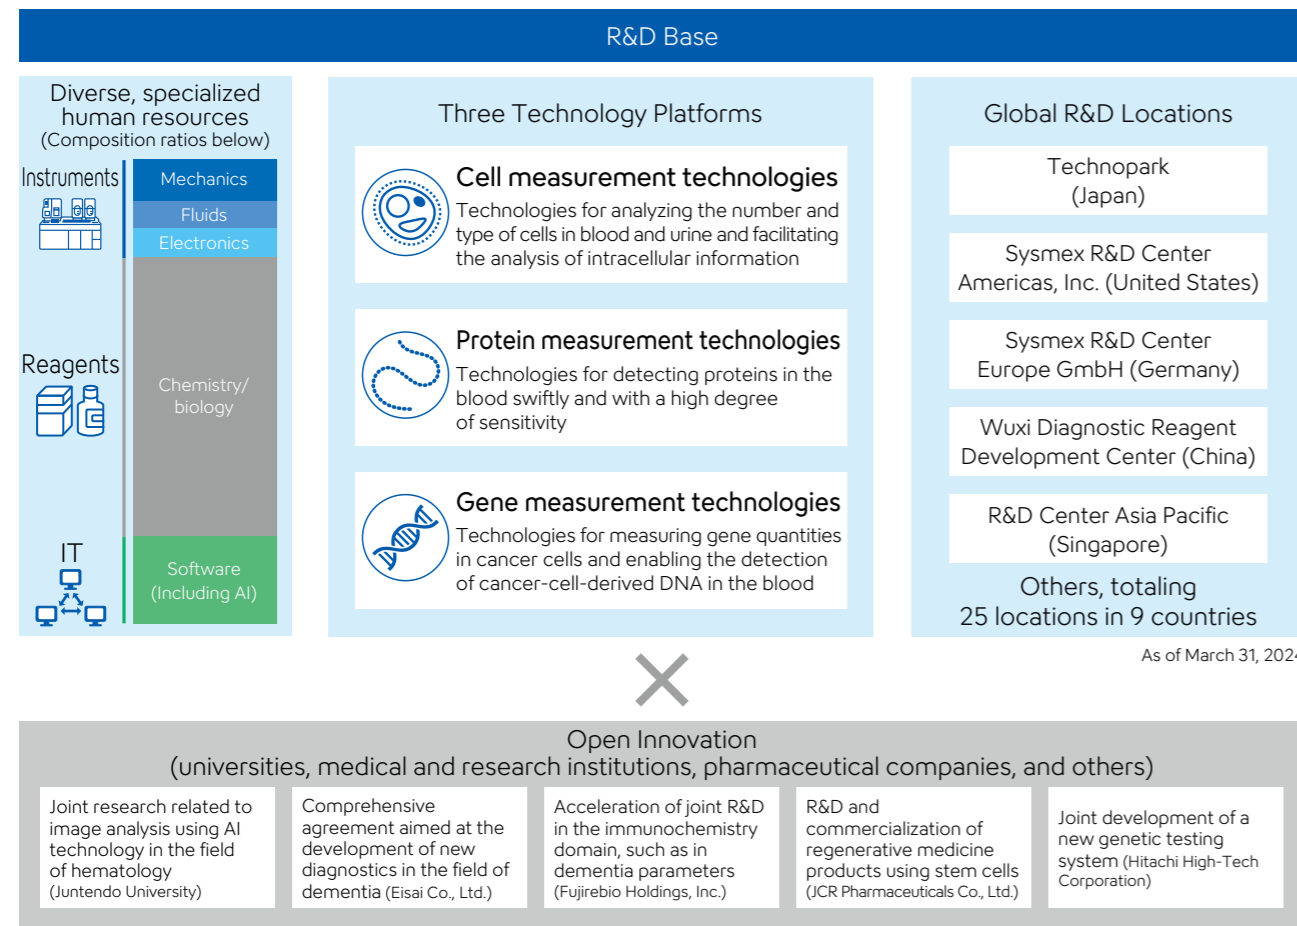 R&D Base
Diverse, specialized
human resources
(Composition ratios below)
Instruments
Mechanics
Fluids
Electronics
Reagents
Chemistry/
biology
IT
Software
(Including AI)
Three Technology Platforms
Cell measurement technologies
Technologies for analyzing the number and
type of cells in blood and urine and facilitating
the analysis of intracellular information
Protein measurement technologies
Technologies for detecting proteins in the
blood swiftly and with a high degree
of sensitivity
Gene measurement technologies
Technologies for measuring gene quantities
in cancer cells and enabling the detection
of cancer-cell-derived DNA in the blood
Global R&D Locations
Technopark
(Japan)
Sysmex R&D Center
Americas, Inc. (United States)
Sysmex R&D Center
Europe GmbH (Germany)
Wuxi Diagnostic Reagent
Development Center (China)
R&D Center Asia Pacific
(Singapore)
Others, totaling
25 locations in 9 countries
As of March 31, 2024
Open Innovation
(universities, medical and research institutions, pharmaceutical companies, and others)
Joint research related to
image analysis using AI
technology in the field
of hematology
(Juntendo University)
Comprehensive
agreement aimed at the
development of new
diagnostics in the field of
dementia (Eisai Co., Ltd.)
Acceleration of joint R&D
in the immunochemistry
domain, such as in
dementia parameters
(Fujirebio Holdings, Inc.)
R&D and
commercialization of
regenerative medicine
products using stem cells
(JCR Pharmaceuticals Co., Ltd.)
Joint development of a
new genetic testing
system (Hitachi High-Tech
Corporation)